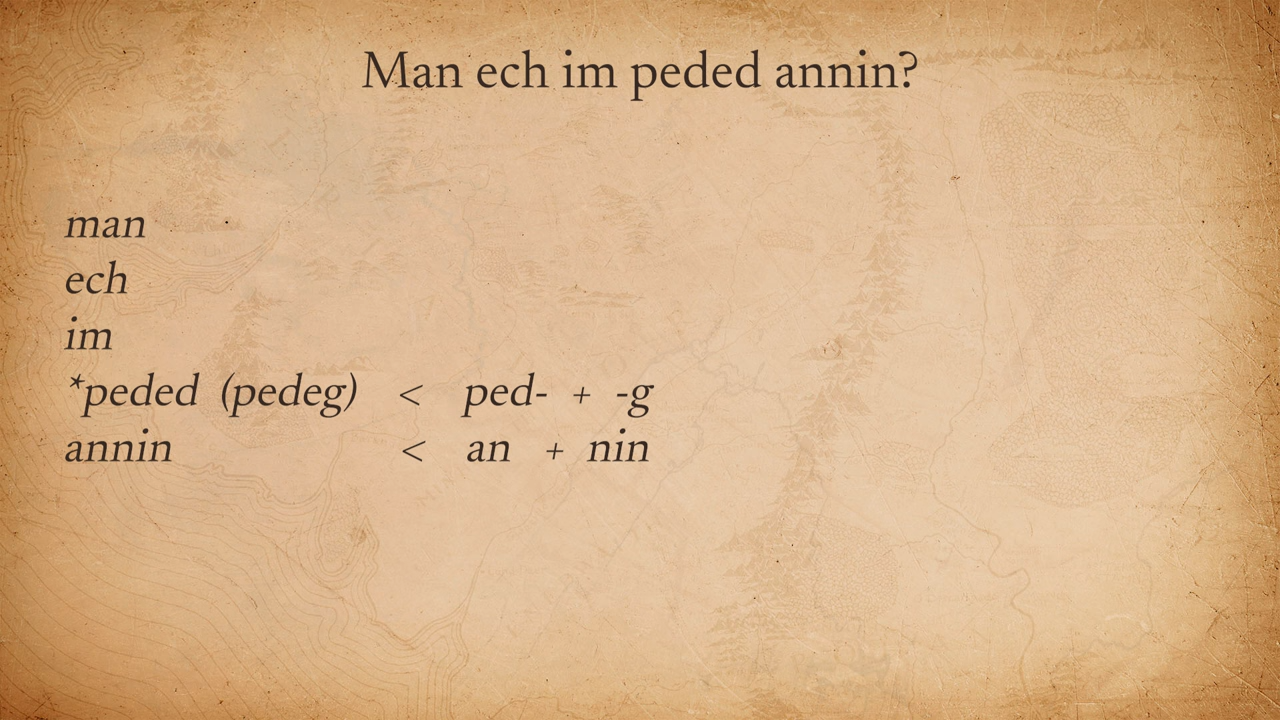 Man ech im peded annin?
man
ech
im
*peded (pedeg) < ped- + -g
annin < an + nin